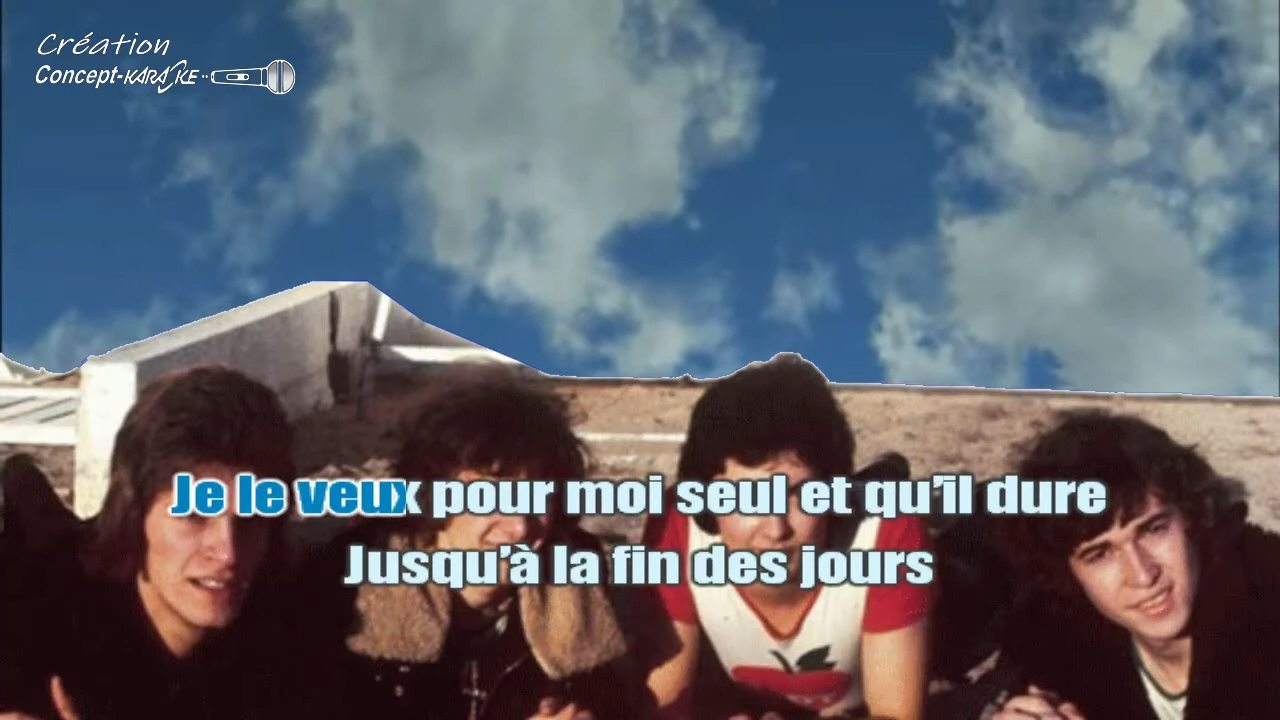 Création
Concept-KARAOKE
Je le veux pour moi seul et qu'il dure
Jusqu'à la fin des jours